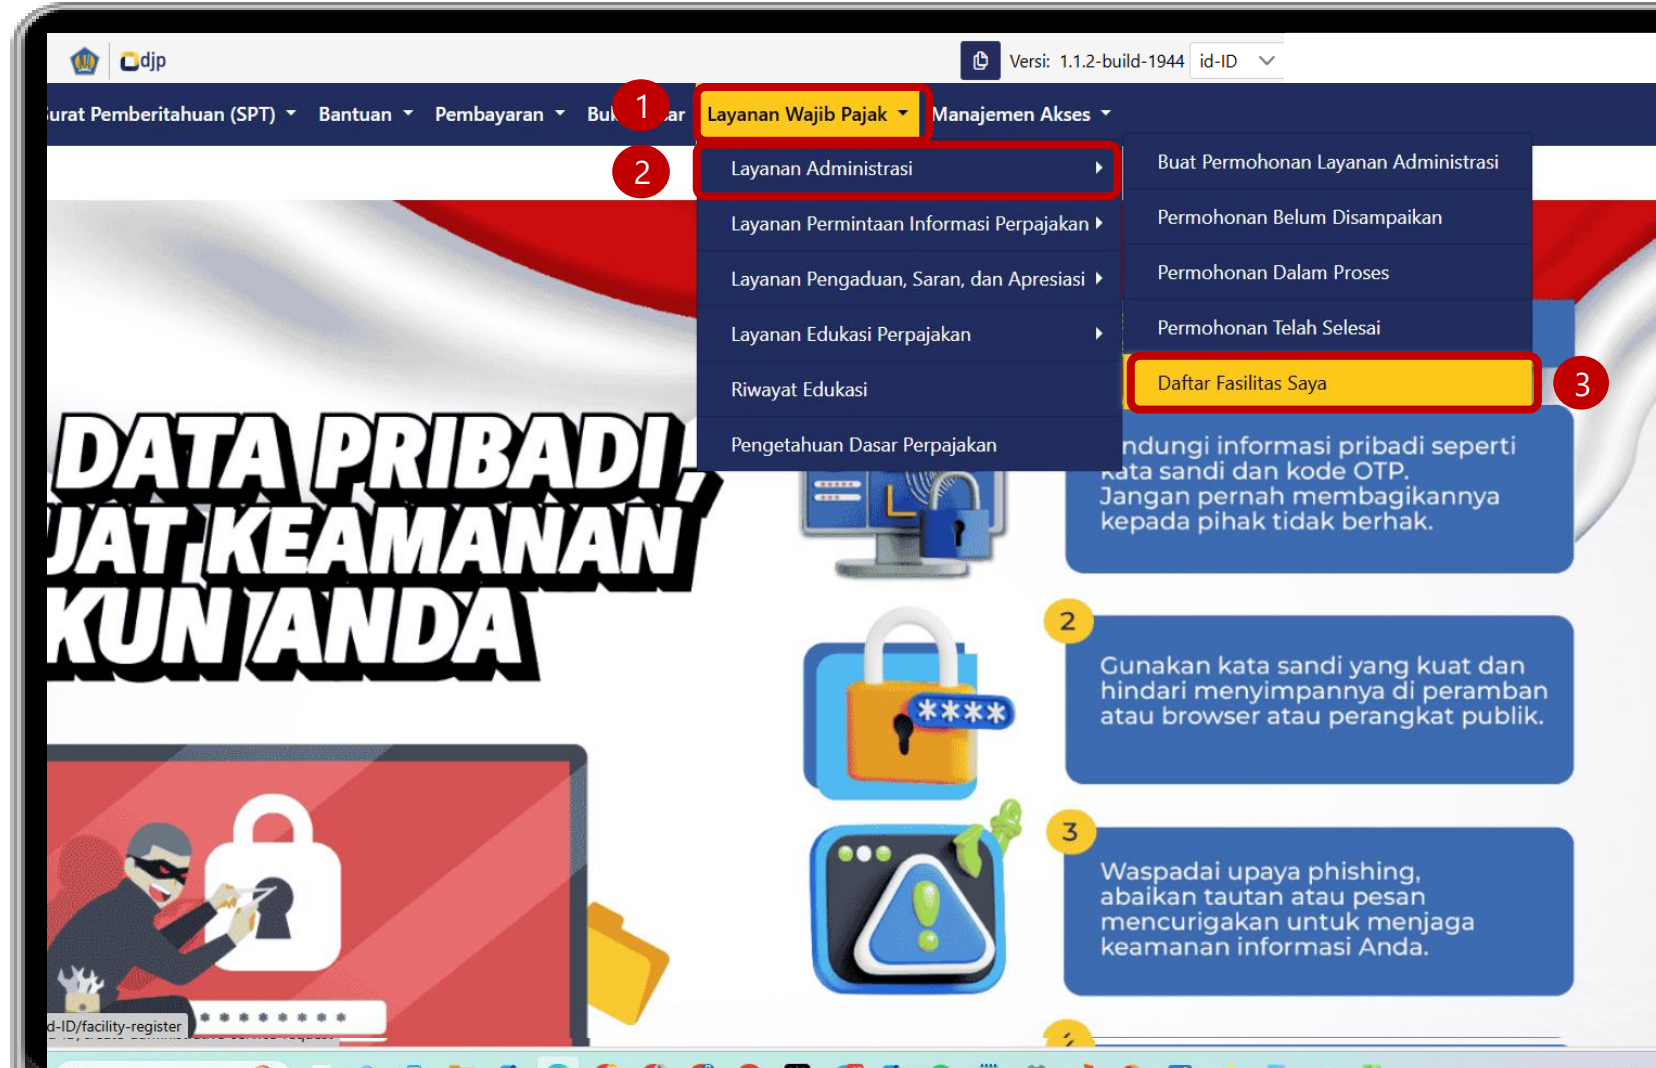 djp
Versi: 1.1.2-build-1944
id-ID
urat Pemberitahuan (SPT)
Bantuan
Pembayaran
1
Layanan Wajib Pajak
Manajemen Akses
2
Layanan Administrasi
Layanan Permintaan Informasi Perpajakan
Layanan Pengaduan, Saran, dan Apresiasi
Layanan Edukasi Perpajakan
Riwayat Edukasi
Pengetahuan Dasar Perpajakan
Buat Permohonan Layanan Administrasi
Permohonan Belum Disampaikan
Permohonan Dalam Proses
Permohonan Telah Selesai
Daftar Fasilitas Saya
3
DATA PRIBADI,
UAT KEAMANAN
KUN ANDA
ndungi informasi pribadi seperti
kata sandi dan kode OTP.
Jangan pernah membagikannya
kepada pihak tidak berhak.
2
Gunakan kata sandi yang kuat dan
hindari menyimpannya di peramban
atau browser atau perangkat publik.
****
3
Waspadai upaya phishing,
abaikan tautan atau pesan
mencurigakan untuk menjaga
keamanan informasi Anda.
d-ID/facility-register